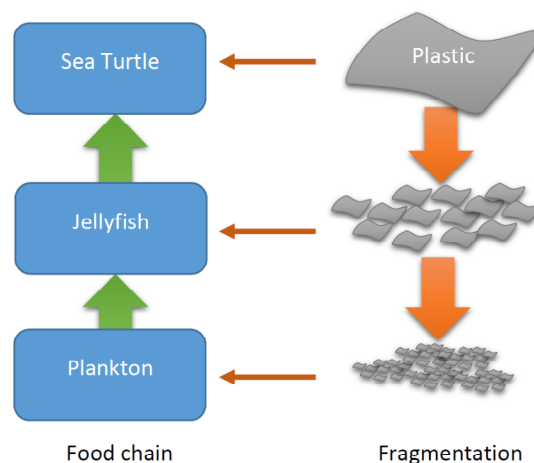 Sea Turtle
Plastic
Jellyfish
Plankton
Food chain
Fragmentation